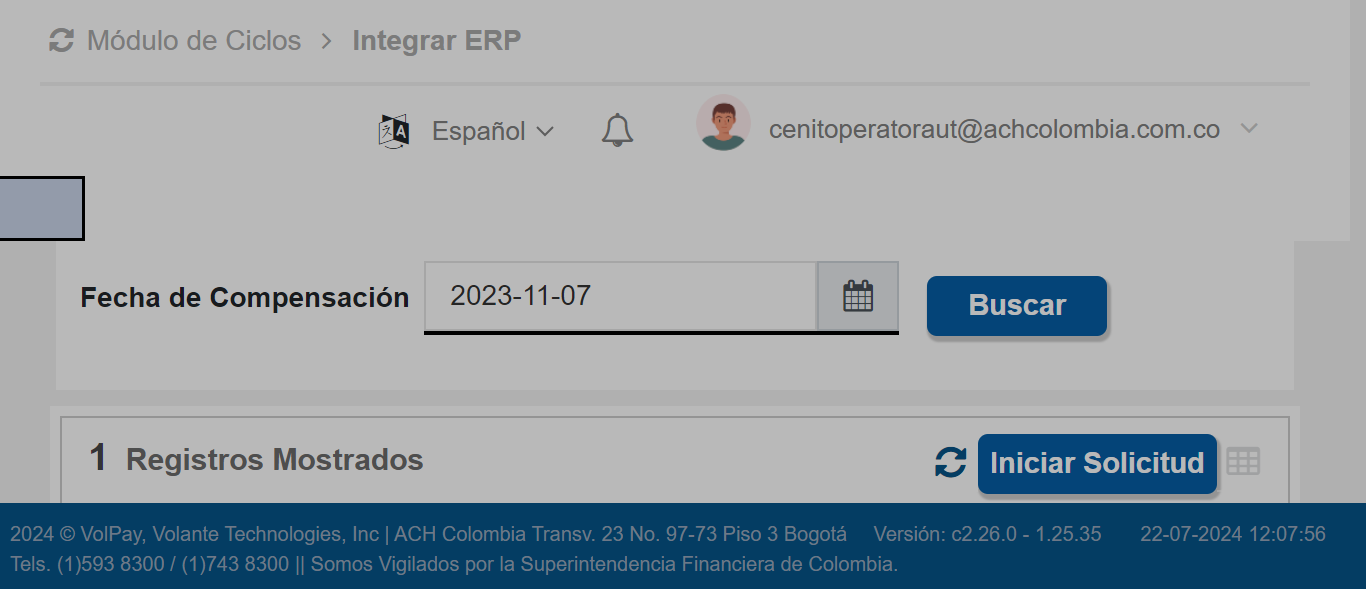 Módulo de Ciclos > Integrar ERP
Español
cenitoperatoraut@achcolombia.com.co
Fecha de Compensación 2023-11-07 Buscar
1 Registros Mostrados Iniciar Solicitud
2024 © VolPay, Volante Technologies, Inc | ACH Colombia Transv. 23 No. 97-73 Piso 3 Bogotá Versión: c2.26.0 - 1.25.35 22-07-2024 12:07:56
Tels. (1)593 8300 / (1)743 8300 || Somos Vigilados por la Superintendencia Financiera de Colombia.